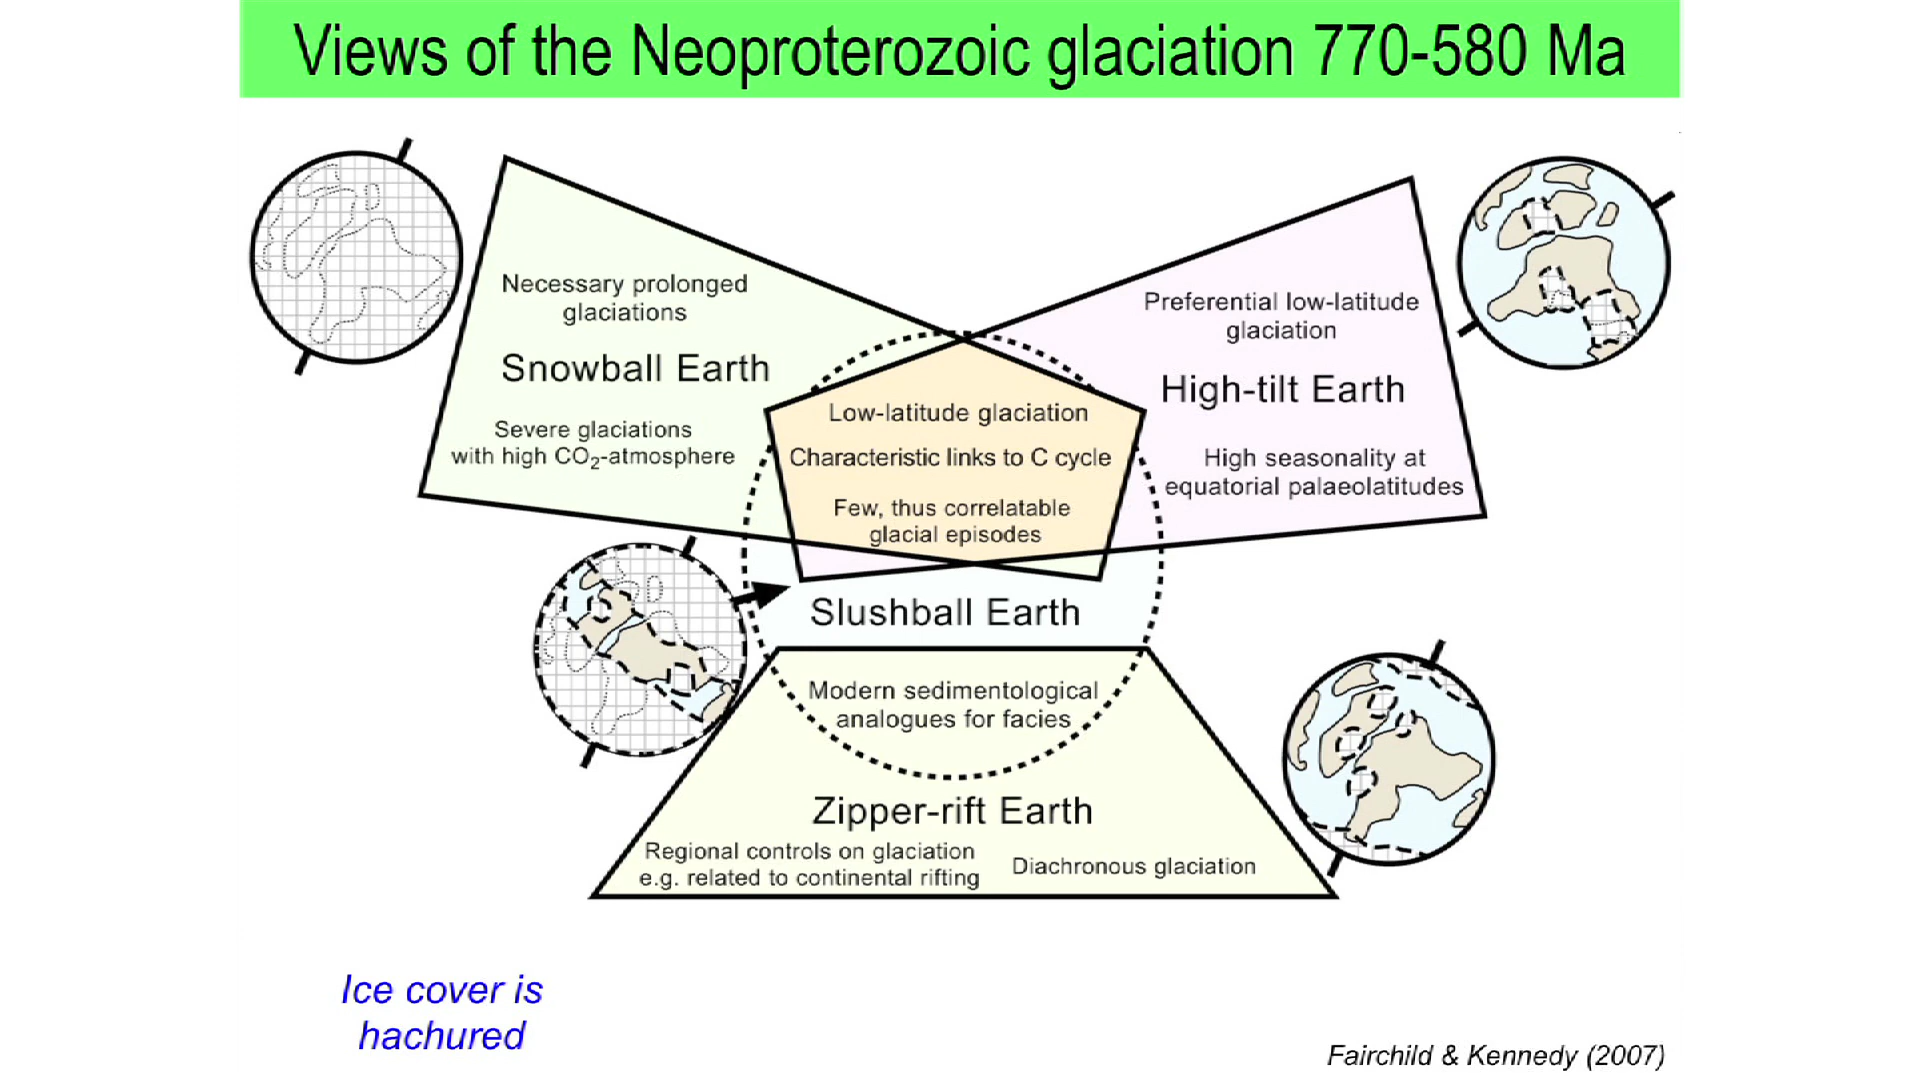 Views of the Neoproterozoic glaciation 770-580 Ma
Necessary prolonged
glaciations
Snowball Earth
Severe glaciations
with high CO₂-atmosphere
Preferential low-latitude
glaciation
High-tilt Earth
High seasonality at
equatorial palaeolatitudes
Low-latitude glaciation
Characteristic links to C cycle
Few, thus correlatable
glacial episodes
Slushball Earth
Modern sedimentological
analogues for facies
Zipper-rift Earth
Regional controls on glaciation
e.g. related to continental rifting
Diachronous glaciation
Ice cover is
hachured
Fairchild & Kennedy (2007)